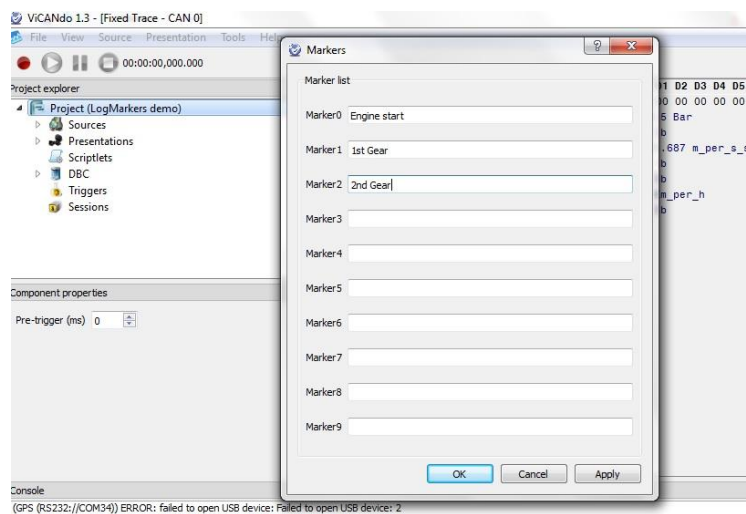 ViCANdo 1.3 - [Fixed Trace - CAN 0]
File View Source Presentation Tools Help
00:00:00,000.000
Project explorer
Project (LogMarkers demo)
Sources
Presentations
Scriptlets
DBC
Triggers
Sessions
Component properties
Pre-trigger (ms) 0
Console
(GPS (RS232://COM34)) ERROR: failed to open USB device: Failed to open USB device: 2
Markers
Marker list
Marker0 Engine start
Marker1 1st Gear
Marker2 2nd Gear
Marker3
Marker4
Marker5
Marker6
Marker7
Marker8
Marker9
OK Cancel Apply
D2 D3 D4 D5
00 00 00 00
Bar
.687 m_per_s_s
m_per_h